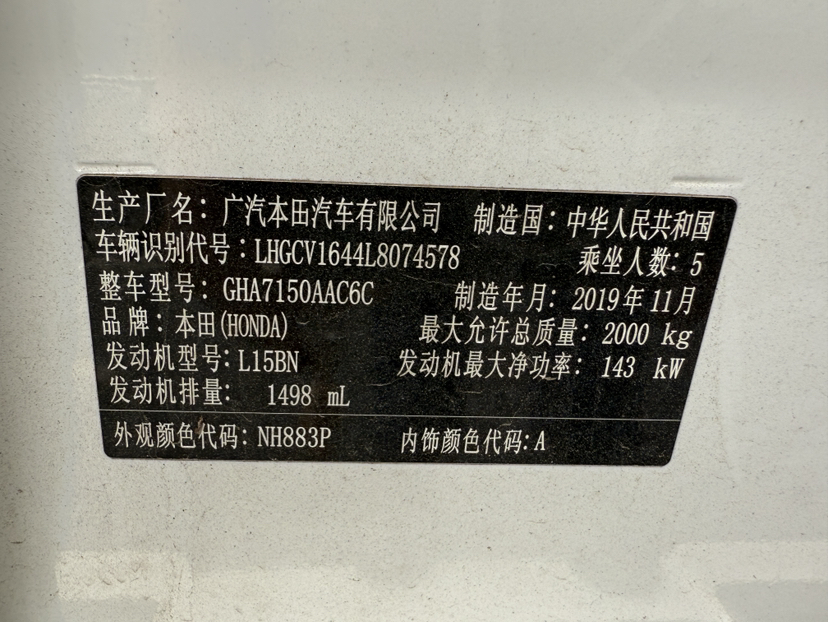 生产厂名：广汽本田汽车有限公司 制造国：中华人民共和国
车辆识别代号：LHGCV1644L8074578 乘坐人数：5
整车型号：GHA7150AAC6C 制造年月：2019年11月
品牌：本田(HONDA) 最大允许总质量：2000 kg
发动机型号：L15BN 发动机最大净功率：143 kW
发动机排量：1498 mL
外观颜色代码：NH883P 内饰颜色代码：A